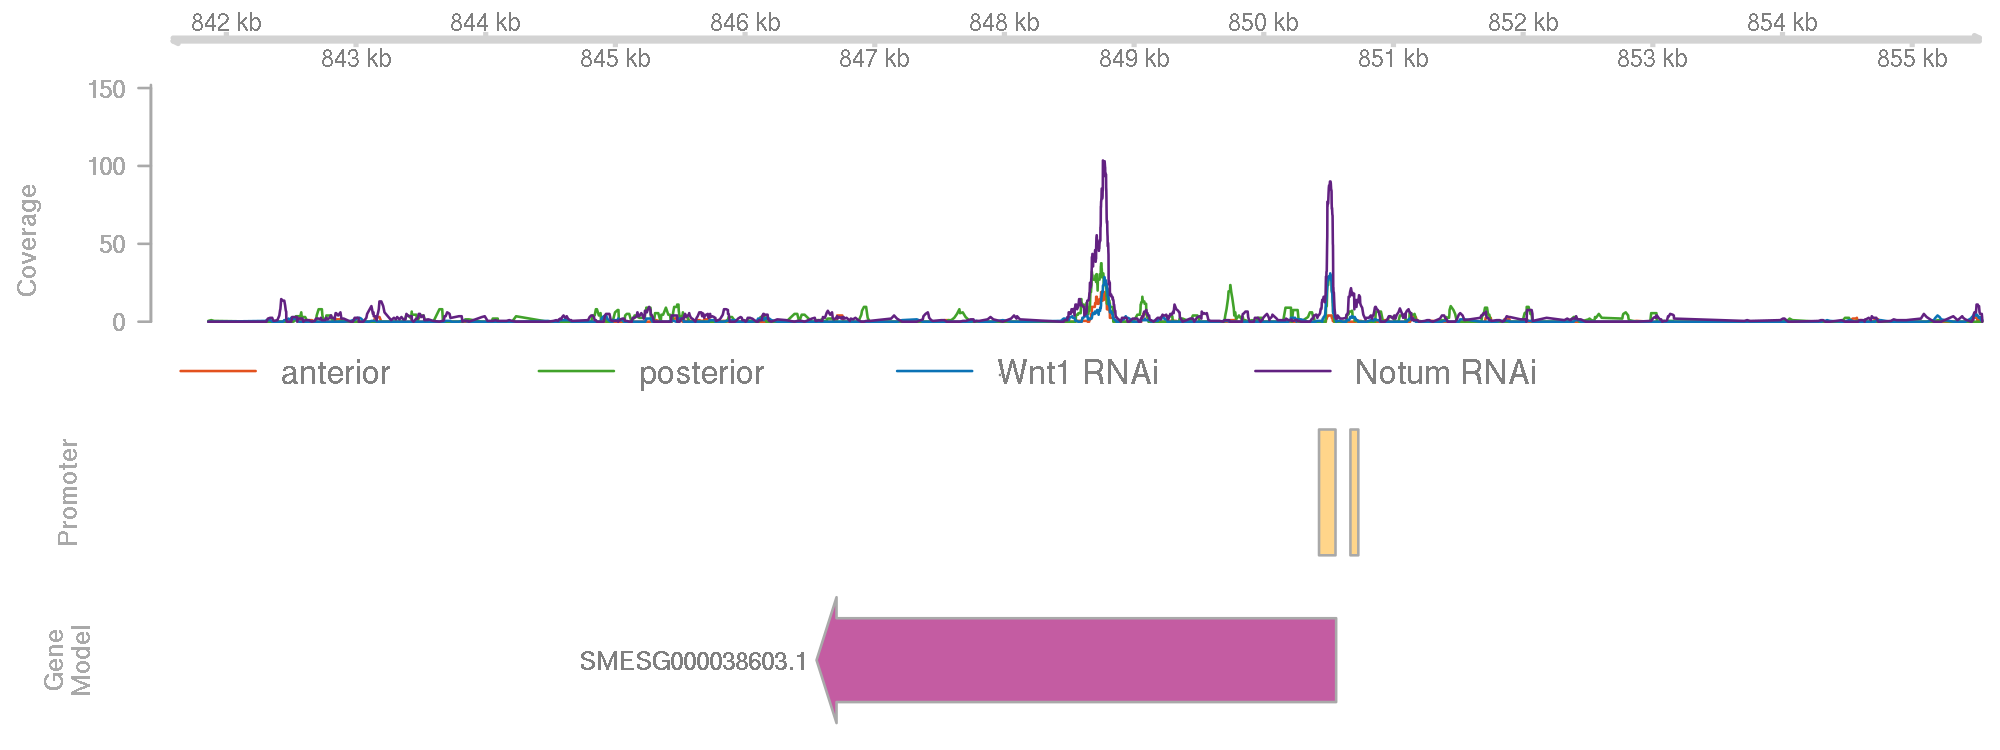 842 kb 844 kb 846 kb 848 kb 850 kb 852 kb 854 kb
843 kb 845 kb 847 kb 849 kb 851 kb 853 kb 855 kb
150
100
50
0
Coverage
anterior posterior Wnt1 RNAi Notum RNAi
Promoter
Gene
Model
SMESG000038603.1